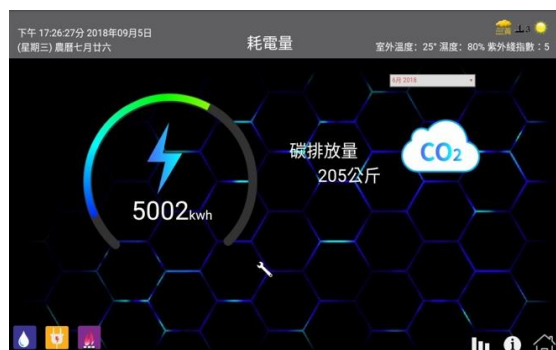 下午 17:26:27分 2018年09月5日
(星期三) 農曆七月廿六
耗電量
室外溫度：25° 濕度：80% 紫外綫指數：5
4月 2018
碳排放量
205公斤
CO2
5002kwh